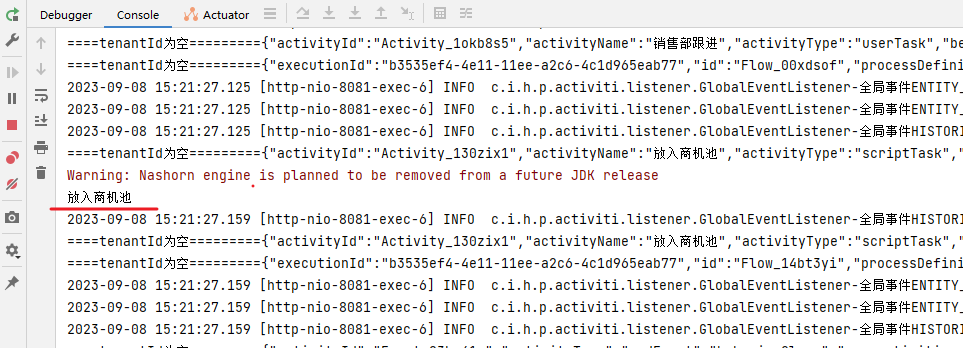 Debugger Console Actuator
====tenantId为空========={"activityId":"Activity_1okb8s5","activityName":"销售部跟进","activityType":"userTask","be
====tenantId为空========={"executionId":"b3535ef4-4e11-11ee-a2c6-4c1d965eab77","id":"Flow_00xdsof","processDefini
2023-09-08 15:21:27.125 [http-nio-8081-exec-6] INFO  c.i.h.p.activiti.listener.GlobalEventListener-全局事件ENTITY_
2023-09-08 15:21:27.125 [http-nio-8081-exec-6] INFO  c.i.h.p.activiti.listener.GlobalEventListener-全局事件ENTITY_
2023-09-08 15:21:27.125 [http-nio-8081-exec-6] INFO  c.i.h.p.activiti.listener.GlobalEventListener-全局事件HISTORI
====tenantId为空========={"activityId":"Activity_130zix1","activityName":"放入商机池","activityType":"scriptTask",
Warning: Nashorn engine is planned to be removed from a future JDK release
放入商机池
2023-09-08 15:21:27.159 [http-nio-8081-exec-6] INFO  c.i.h.p.activiti.listener.GlobalEventListener-全局事件HISTORI
====tenantId为空========={"activityId":"Activity_130zix1","activityName":"放入商机池","activityType":"scriptTask",
====tenantId为空========={"executionId":"b3535ef4-4e11-11ee-a2c6-4c1d965eab77","id":"Flow_14bt3yi","processDefini
2023-09-08 15:21:27.159 [http-nio-8081-exec-6] INFO  c.i.h.p.activiti.listener.GlobalEventListener-全局事件ENTITY_
2023-09-08 15:21:27.159 [http-nio-8081-exec-6] INFO  c.i.h.p.activiti.listener.GlobalEventListener-全局事件ENTITY_
2023-09-08 15:21:27.159 [http-nio-8081-exec-6] INFO  c.i.h.p.activiti.listener.GlobalEventListener-全局事件HISTORI